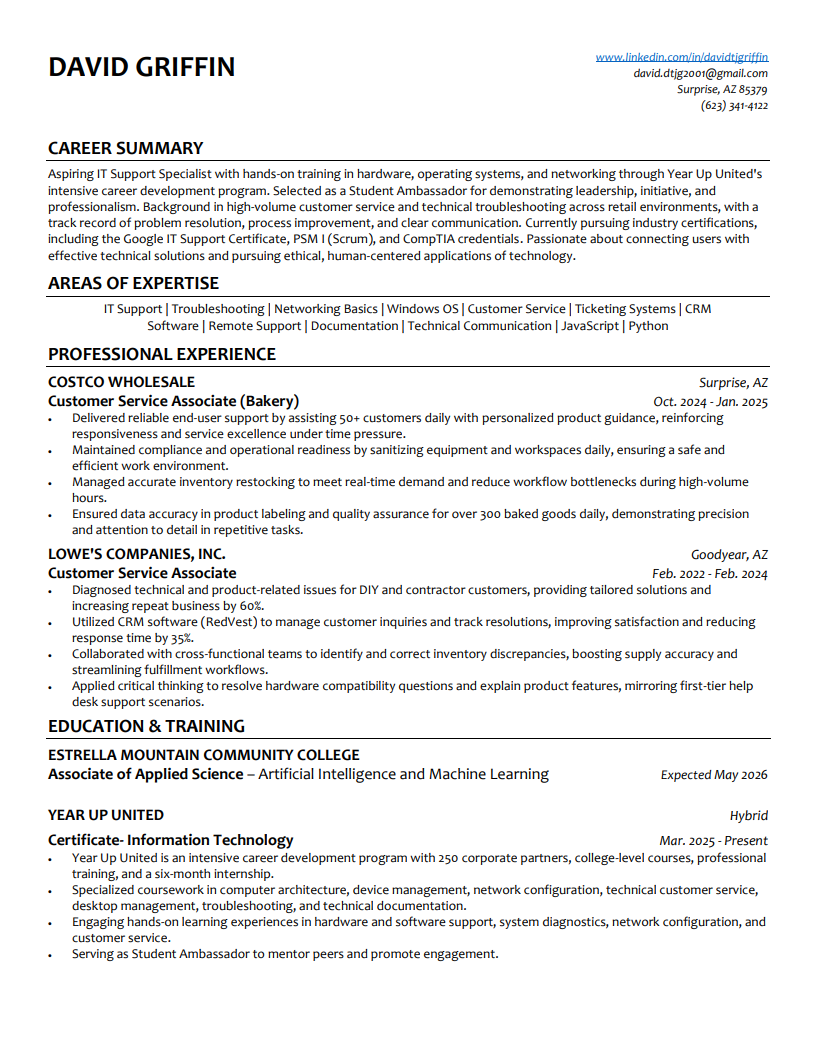 DAVID GRIFFIN
www.linkedin.com/in/davidtjgriffin
david.dtjg2001@gmail.com
Surprise, AZ 85379
(623) 341-4122
CAREER SUMMARY
Aspiring IT Support Specialist with hands-on training in hardware, operating systems, and networking through Year Up United's
intensive career development program. Selected as a Student Ambassador for demonstrating leadership, initiative, and
professionalism. Background in high-volume customer service and technical troubleshooting across retail environments, with a
track record of problem resolution, process improvement, and clear communication. Currently pursuing industry certifications,
including the Google IT Support Certificate, PSM I (Scrum), and CompTIA credentials. Passionate about connecting users with
effective technical solutions and pursuing ethical, human-centered applications of technology.
AREAS OF EXPERTISE
IT Support | Troubleshooting | Networking Basics | Windows OS | Customer Service | Ticketing Systems | CRM
Software | Remote Support | Documentation | Technical Communication | JavaScript | Python
PROFESSIONAL EXPERIENCE
COSTCO WHOLESALE Surprise, AZ
Customer Service Associate (Bakery) Oct. 2024 - Jan. 2025
• Delivered reliable end-user support by assisting 50+ customers daily with personalized product guidance, reinforcing
responsiveness and service excellence under time pressure.
• Maintained compliance and operational readiness by sanitizing equipment and workspaces daily, ensuring a safe and
efficient work environment.
• Managed accurate inventory restocking to meet real-time demand and reduce workflow bottlenecks during high-volume
hours.
• Ensured data accuracy in product labeling and quality assurance for over 300 baked goods daily, demonstrating precision
and attention to detail in repetitive tasks.
LOWE'S COMPANIES, INC. Goodyear, AZ
Customer Service Associate Feb. 2022 - Feb. 2024
• Diagnosed technical and product-related issues for DIY and contractor customers, providing tailored solutions and
increasing repeat business by 60%.
• Utilized CRM software (RedVest) to manage customer inquiries and track resolutions, improving satisfaction and reducing
response time by 35%.
• Collaborated with cross-functional teams to identify and correct inventory discrepancies, boosting supply accuracy and
streamlining fulfillment workflows.
• Applied critical thinking to resolve hardware compatibility questions and explain product features, mirroring first-tier help
desk support scenarios.
EDUCATION & TRAINING
ESTRELLA MOUNTAIN COMMUNITY COLLEGE
Associate of Applied Science – Artificial Intelligence and Machine Learning Expected May 2026
YEAR UP UNITED Hybrid
Certificate- Information Technology Mar. 2025 - Present
• Year Up United is an intensive career development program with 250 corporate partners, college-level courses, professional
training, and a six-month internship.
• Specialized coursework in computer architecture, device management, network configuration, technical customer service,
desktop management, troubleshooting, and technical documentation.
• Engaging hands-on learning experiences in hardware and software support, system diagnostics, network configuration, and
customer service.
• Serving as Student Ambassador to mentor peers and promote engagement.